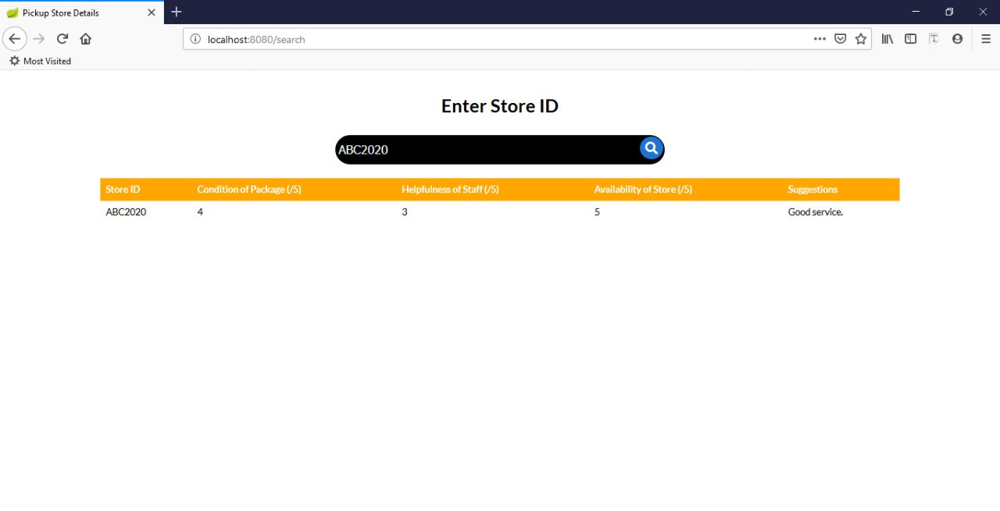 Pickup Store Details
localhost:8080/search
Most Visited
Enter Store ID
ABC2020
Store ID Condition of Package (/5) Helpfulness of Staff (/5) Availability of Store (/5) Suggestions
ABC2020 4 3 5 Good service.